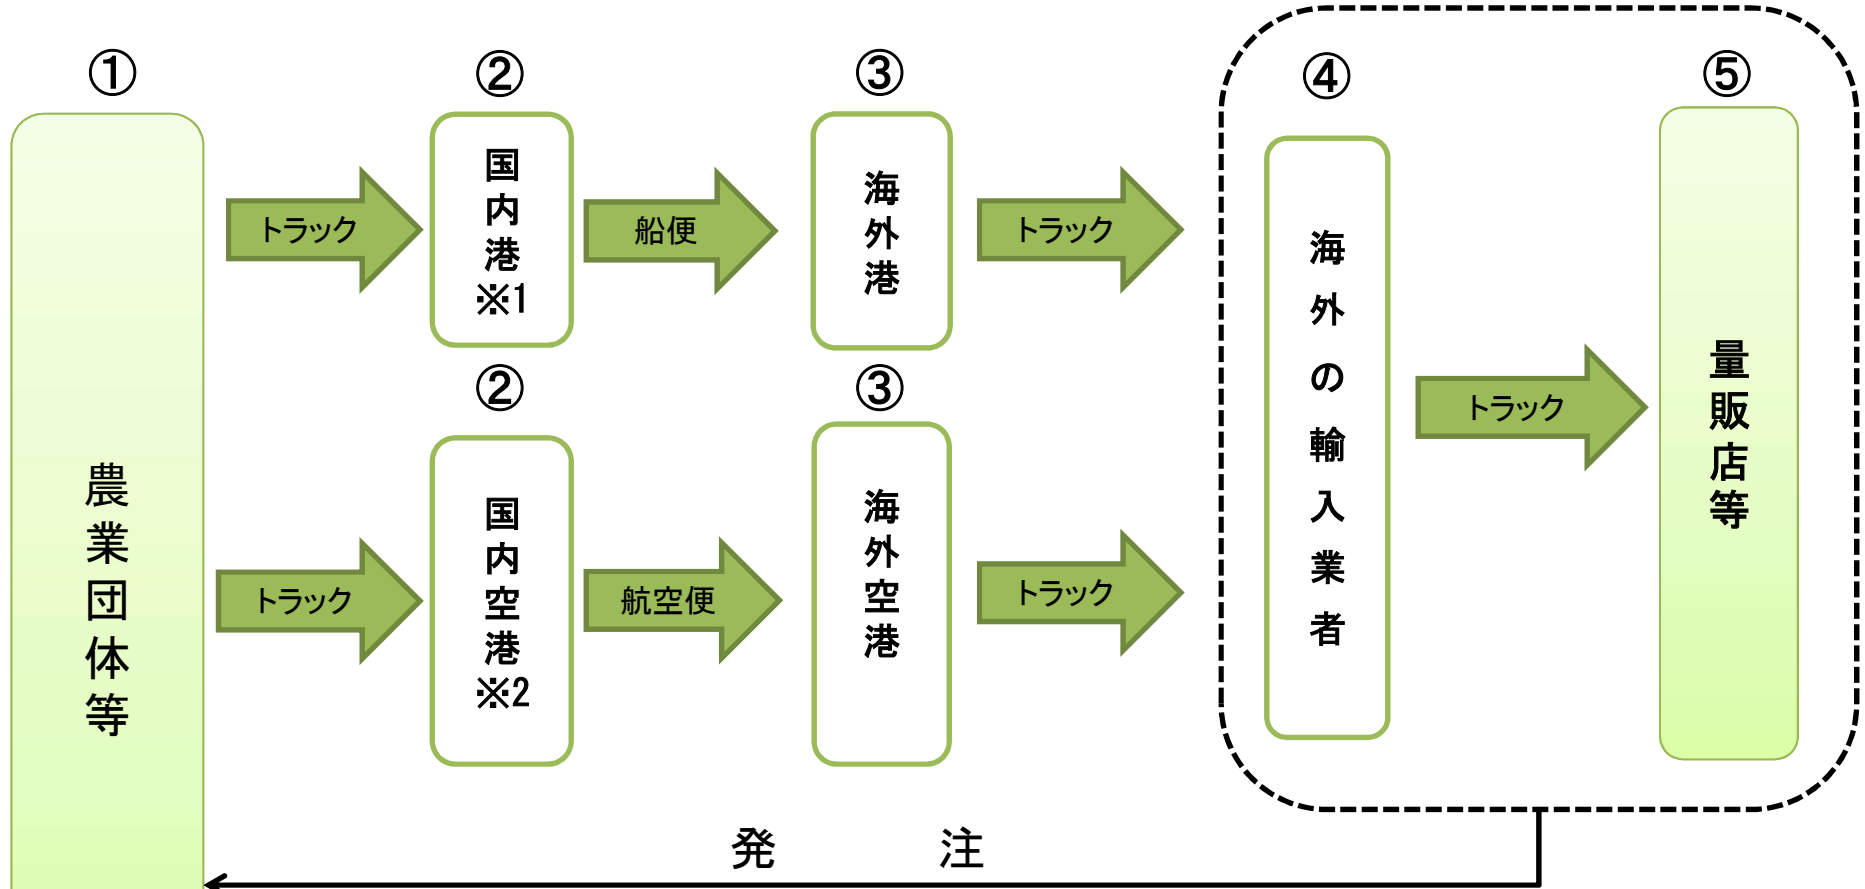 ①
農業団体等
トラック
②
国内港
※1
船便
③
海外港
トラック
トラック
②
国内空港
※2
航空便
③
海外空港
トラック
④
海外の輸入業者
トラック
⑤
量販店等
発注